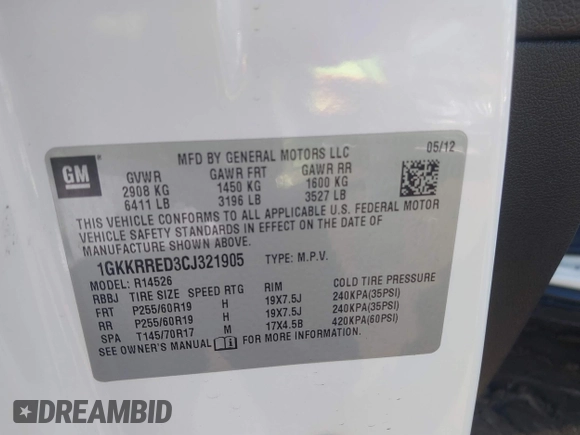 GM
MFD BY GENERAL MOTORS LLC 05/12
GVWR GAWR FRT GAWR RR
2908 KG 1450 KG 1600 KG
6411 LB 3196 LB 3527 LB
THIS VEHICLE CONFORMS TO ALL APPLICABLE U.S. FEDERAL MOTOR
VEHICLE SAFETY STANDARDS IN EFFECT ON THE DATE OF
MANUFACTURE SHOWN ABOVE.
1GKKRRED3CJ321905 TYPE: M.P.V.
MODEL: R14526
RBBJ TIRE SIZE SPEED RTG RIM COLD TIRE PRESSURE
FRT P255/60R19 H 19X7.5J 240KPA(35PSI)
RR P255/60R19 H 19X7.5J 240KPA(35PSI)
SPA T145/70R17 M 17X4.5B 420KPA(60PSI)
SEE OWNER'S MANUAL FOR MORE INFORMATION.
DREAMBID